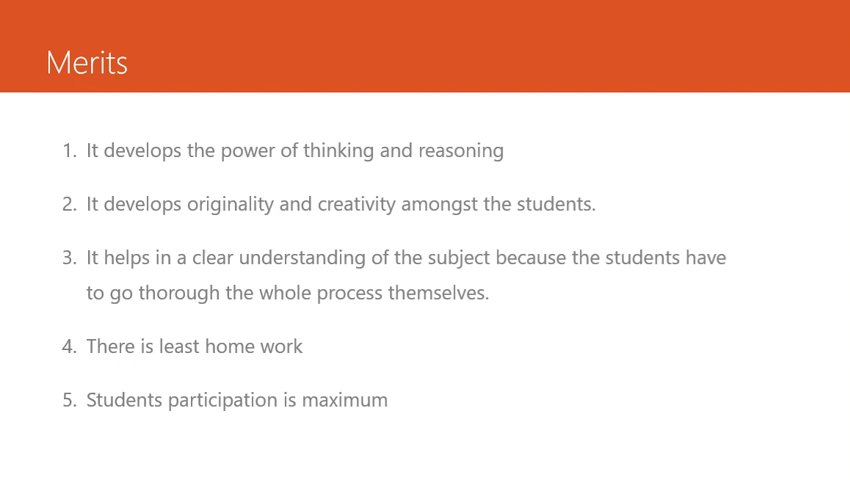 Merits
1. It develops the power of thinking and reasoning
2. It develops originality and creativity amongst the students.
3. It helps in a clear understanding of the subject because the students have
to go thorough the whole process themselves.
4. There is least home work
5. Students participation is maximum